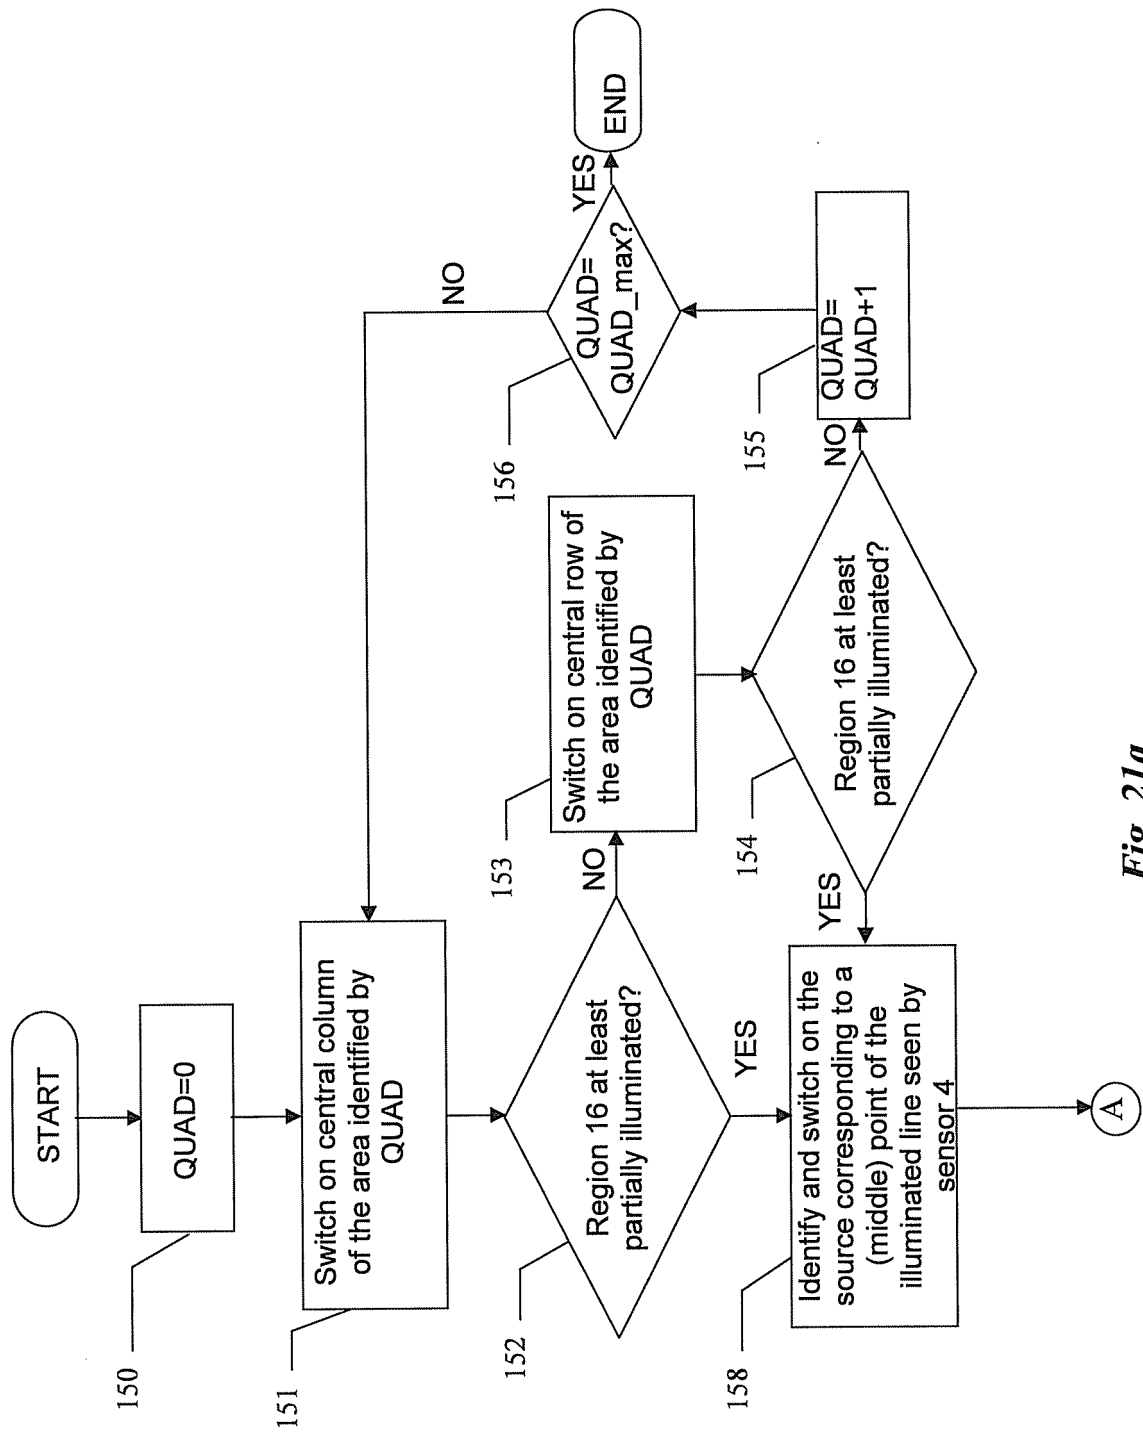 START
150
QUAD=0
151
Switch on central column
of the area identified by
QUAD
152
Region 16 at least
partially illuminated?
NO
YES
153
Switch on central row of
the area identified by
QUAD
154
Region 16 at least
partially illuminated?
NO
YES
155
QUAD=
QUAD+1
156
QUAD=
QUAD_max?
NO
YES
END
158
Identify and switch on the
source corresponding to a
(middle) point of the
illuminated line seen by
sensor 4
A
Fig. 21a